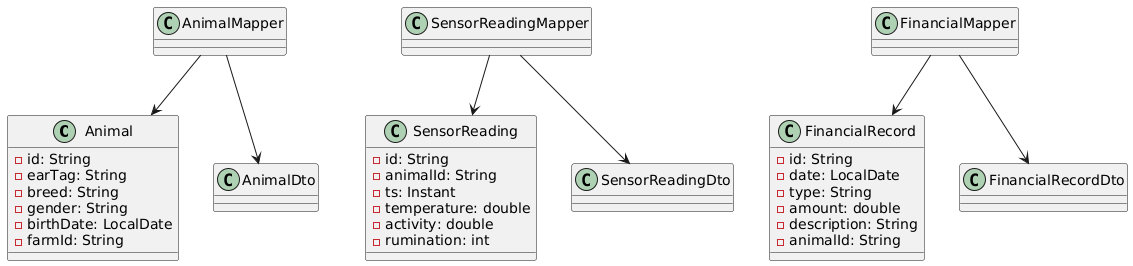 C AnimalMapper
C SensorReadingMapper
C FinancialMapper
C Animal
id: String
earTag: String
breed: String
gender: String
birthDate: LocalDate
farmId: String
C AnimalDto
C SensorReading
id: String
animalId: String
ts: Instant
temperature: double
activity: double
rumination: int
C SensorReadingDto
C FinancialRecord
id: String
date: LocalDate
type: String
amount: double
description: String
animalId: String
C FinancialRecordDto